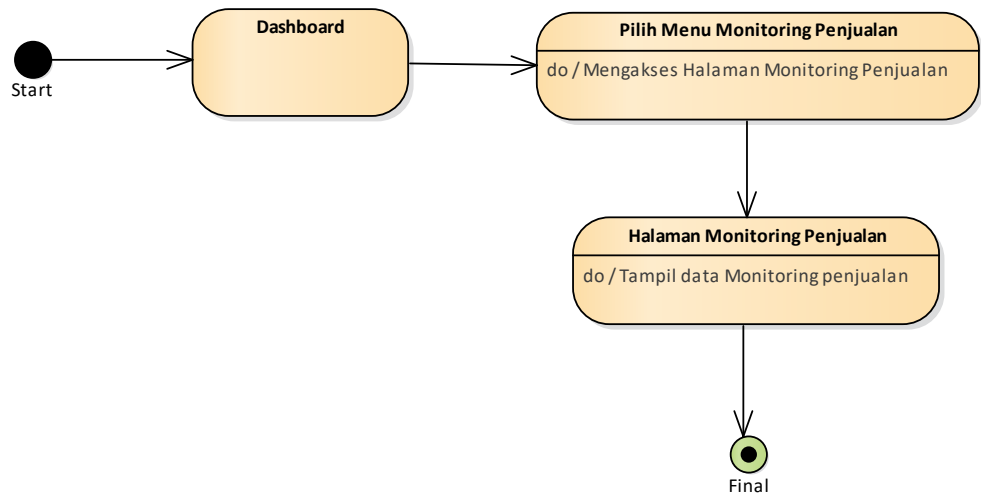 Dashboard
Pilih Menu Monitoring Penjualan
do / Mengakses Halaman Monitoring Penjualan
Start
Halaman Monitoring Penjualan
do / Tampil data Monitoring penjualan
Final